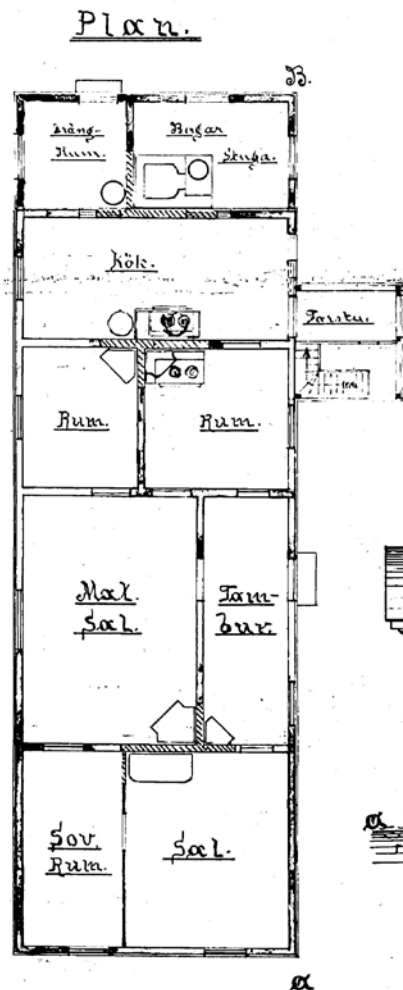 Plan.
B.
Dräng-
Rum.
Bagar
Stuga.
Kök.
Farstu.
Rum.
Rum.
Mat.
Sal.
Tam-
bur.
Sov.
Rum.
Sal.
a
a